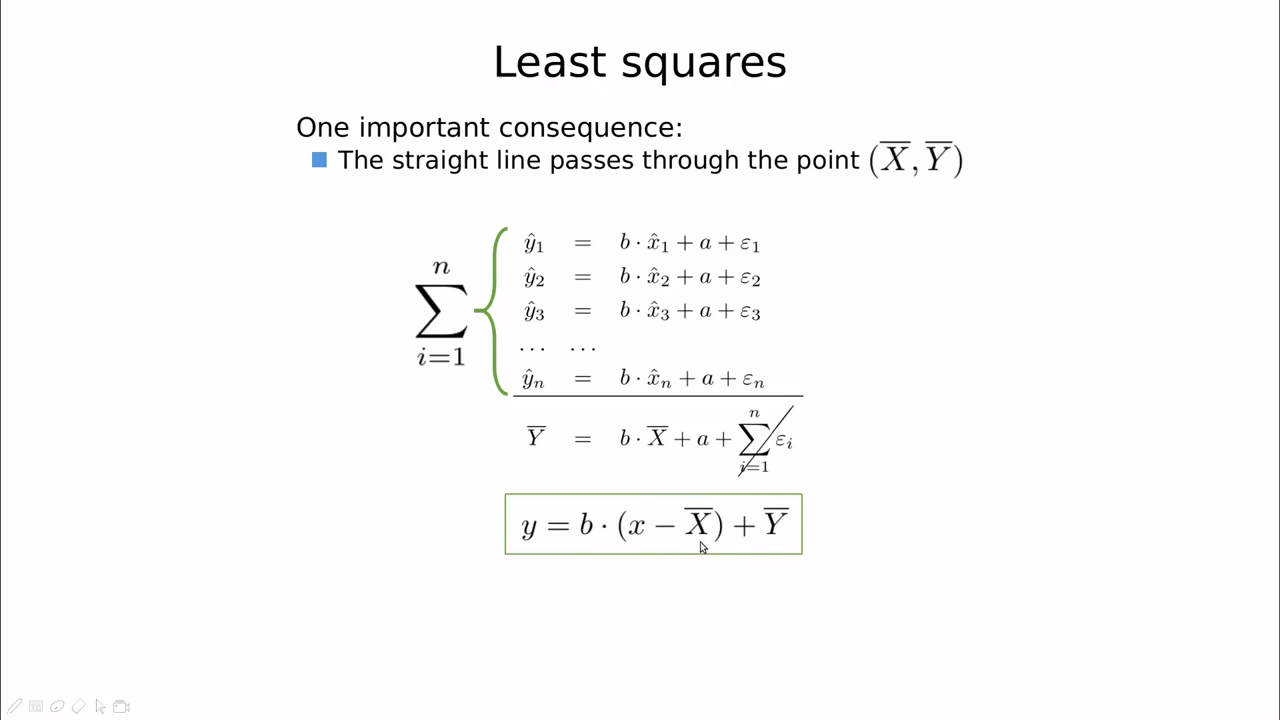 Least squares
One important consequence:
The straight line passes through the point (X̅, Y̅)
ŷ₁ = b · x̂₁ + a + ε₁
ŷ₂ = b · x̂₂ + a + ε₂
n
∑
i=1
ŷ₃ = b · x̂₃ + a + ε₃
... ...
ŷₙ = b · x̂ₙ + a + εₙ
Y̅ = b · X̅ + a + ∑ⁿᵢ₌₁ εᵢ
y = b · (x − X̅) + Y̅